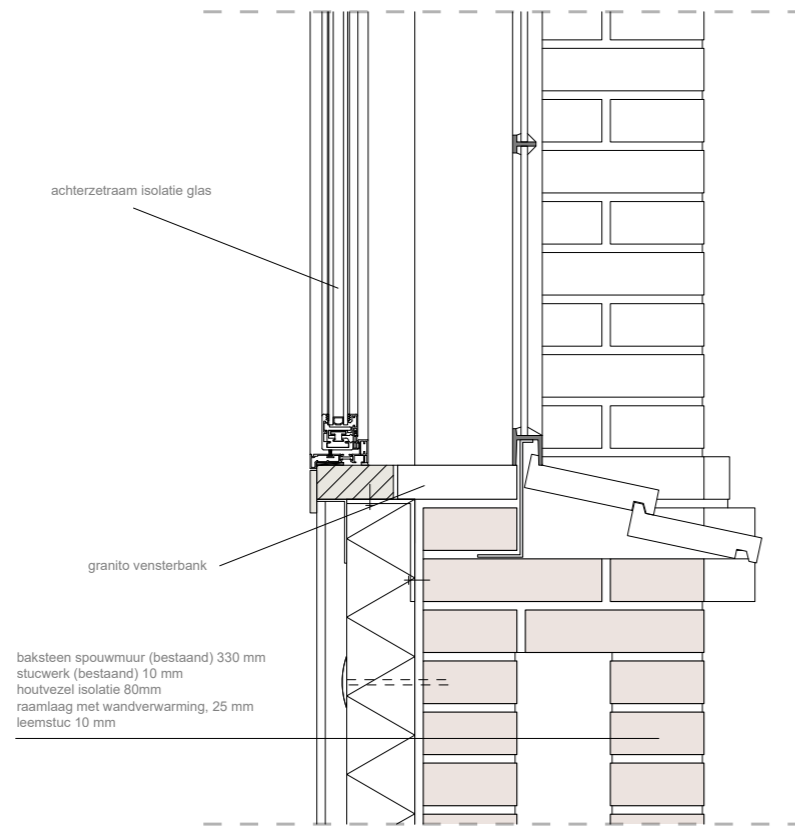 achterzetraam isolatie glas
granito vensterbank
baksteen spouwmuur (bestaand) 330 mm
stucwerk (bestaand) 10 mm
houtvezel isolatie 80mm
raamlaag met wandverwarming, 25 mm
leemstuc 10 mm